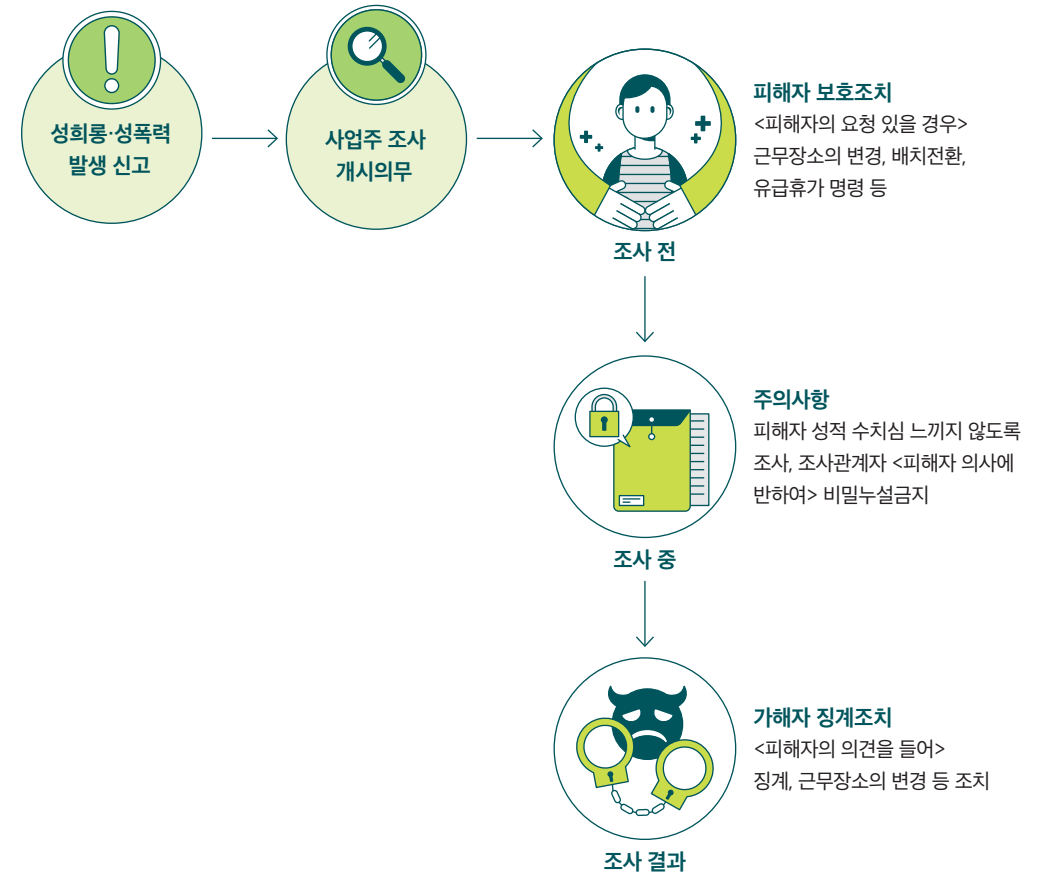 성희롱·성폭력
발생 신고
사업주 조사
개시의무
피해자 보호조치
<피해자의 요청 있을 경우>
근무장소의 변경, 배치전환,
유급휴가 명령 등
조사 전
주의사항
피해자 성적 수치심 느끼지 않도록
조사, 조사관계자 <피해자 의사에
반하여> 비밀누설금지
조사 중
가해자 징계조치
<피해자의 의견을 들어>
징계, 근무장소의 변경 등 조치
조사 결과